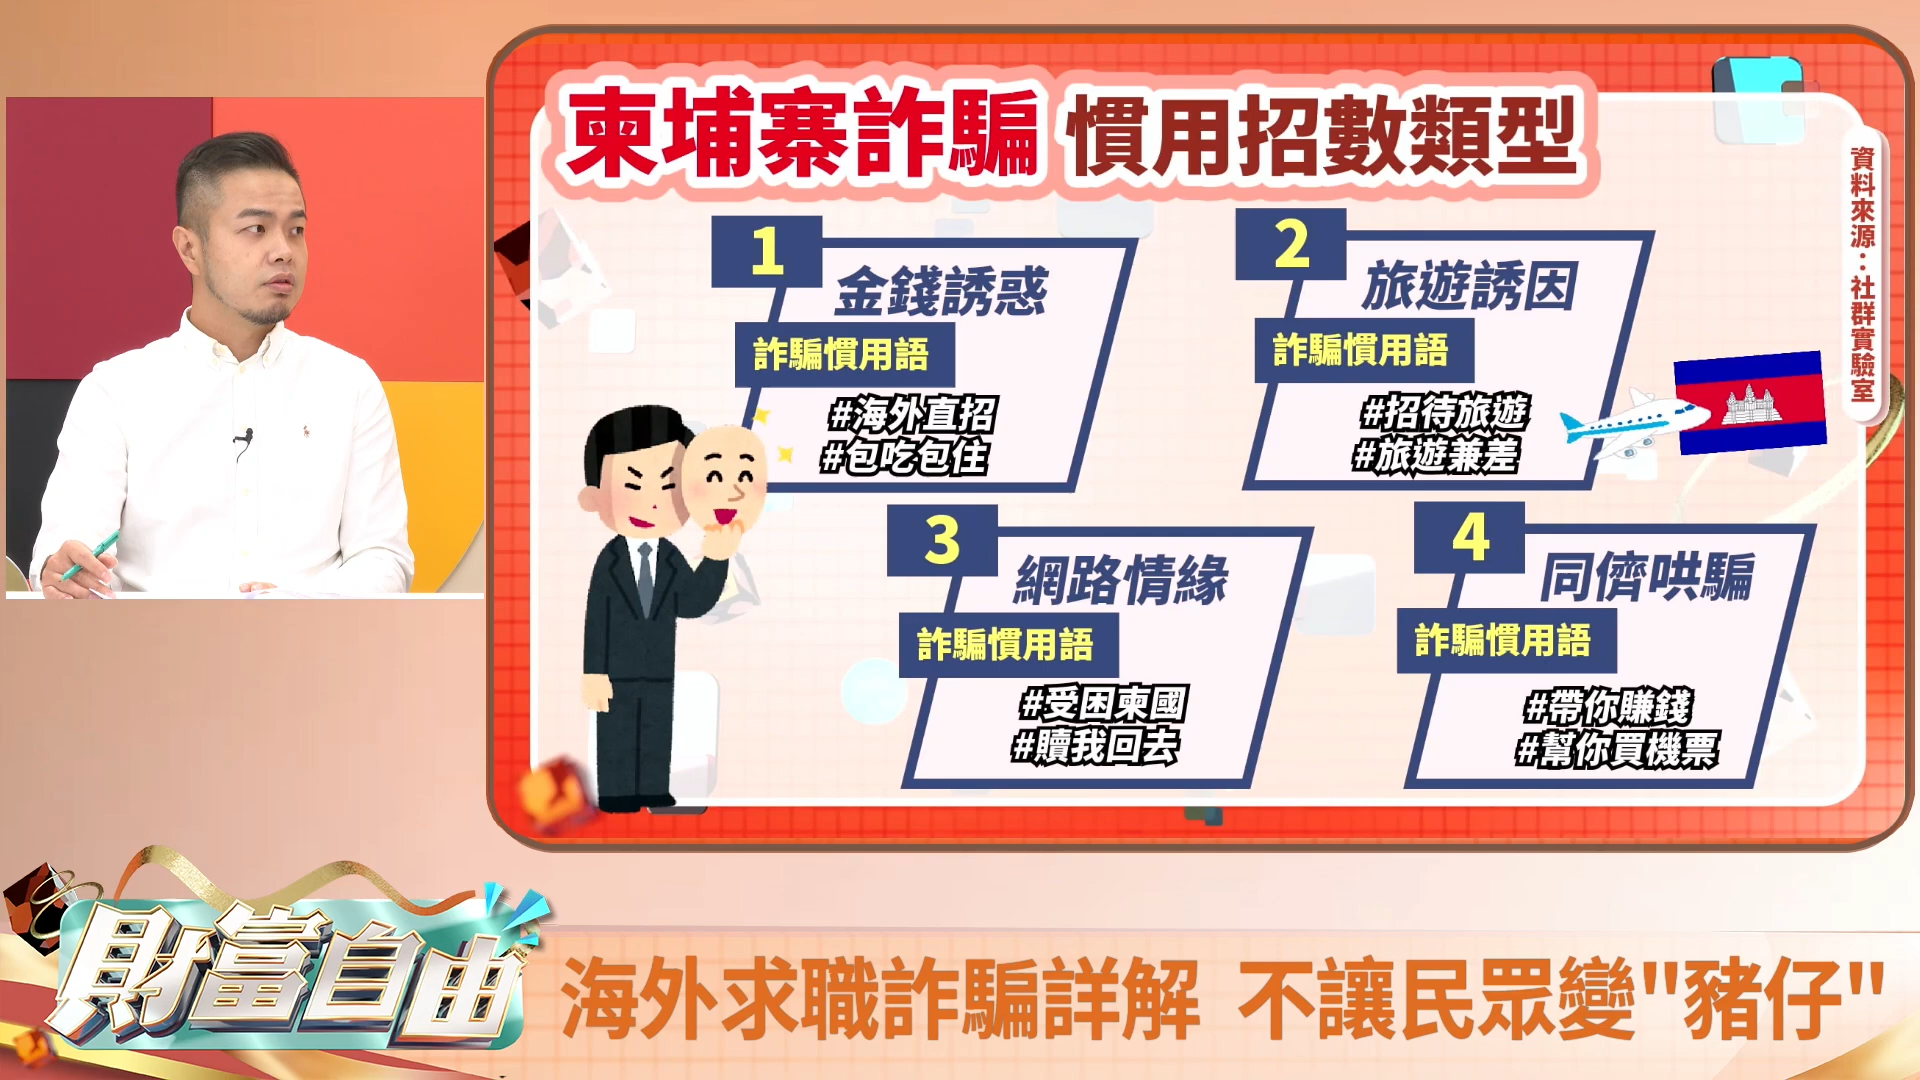 柬埔寨詐騙 慣用招數類型
資料來源：社群實驗室
1
金錢誘惑
詐騙慣用語
#海外直招
#包吃包住
2
旅遊誘因
詐騙慣用語
#招待旅遊
#旅遊兼差
3
網路情緣
詐騙慣用語
#受困柬國
#贖我回去
4
同儕哄騙
詐騙慣用語
#帶你賺錢
#幫你買機票
財富自由
海外求職詐騙詳解 不讓民眾變"豬仔"